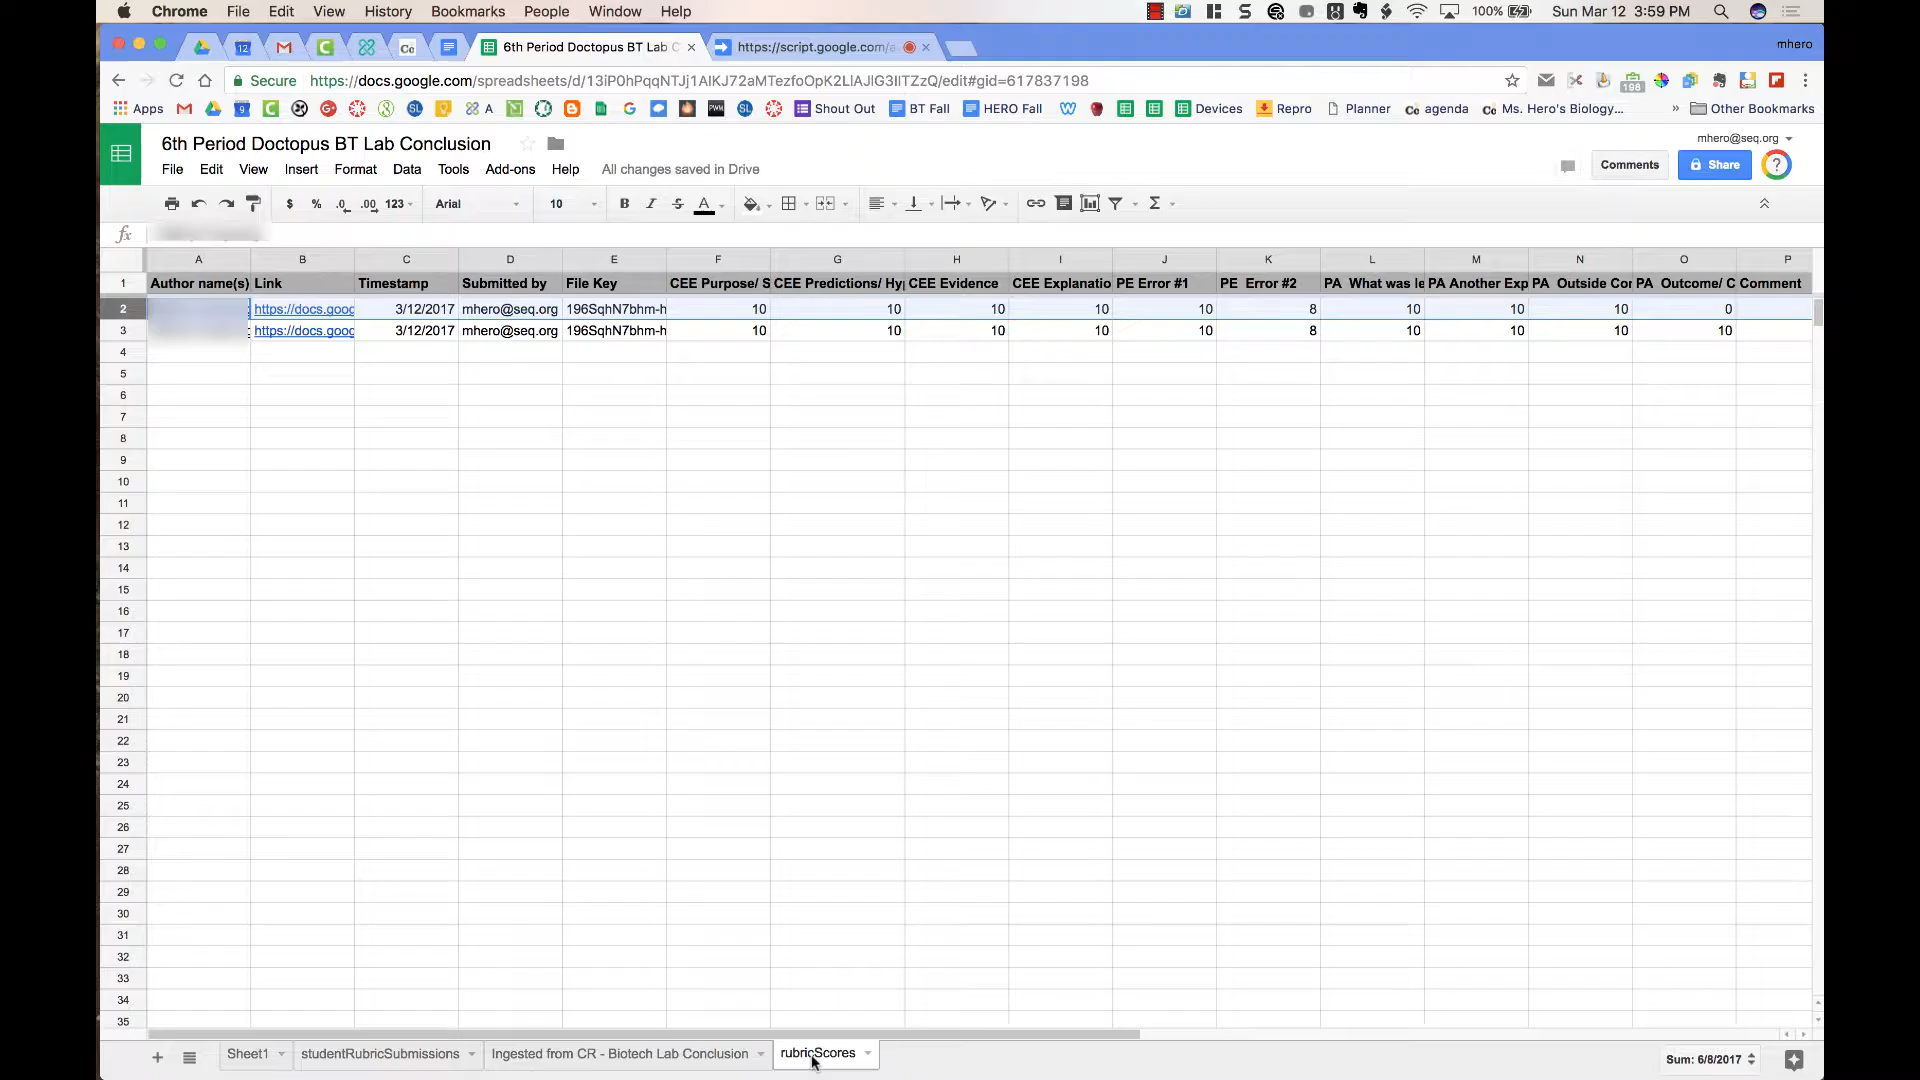 Chrome File Edit View History Bookmarks People Window Help 100% Sun Mar 12 3:59 PM
6th Period Doctopus BT Lab C × https://script.google.com/a × mhero
Secure https://docs.google.com/spreadsheets/d/13iP0hPqqNTJj1AlKJ72aMTezfoOpK2LlAJlG3lITZzQ/edit#gid=617837198 198
Apps Shout Out BT Fall HERO Fall Devices Repro Planner agenda Ms. Hero's Biology... » Other Bookmarks
6th Period Doctopus BT Lab Conclusion mhero@seq.org
File Edit View Insert Format Data Tools Add-ons Help All changes saved in Drive Comments Share
$ % .0 .00 123 Arial 10 B I S A Σ
fx
A B C D E F G H I J K L M N O P
1 Author name(s) Link Timestamp Submitted by File Key CEE Purpose/ S CEE Predictions/ Hy CEE Evidence CEE Explanatio PE Error #1 PE Error #2 PA What was le PA Another Exp PA Outside Cor PA Outcome/ C Comment
2 https://docs.goog 3/12/2017 mhero@seq.org 196SqhN7bhm-h 10 10 10 10 10 8 10 10 10 0
3 https://docs.goog 3/12/2017 mhero@seq.org 196SqhN7bhm-h 10 10 10 10 10 8 10 10 10 10
4
5
6
7
8
9
10
11
12
13
14
15
16
17
18
19
20
21
22
23
24
25
26
27
28
29
30
31
32
33
34
35
+ Sheet1 studentRubricSubmissions Ingested from CR - Biotech Lab Conclusion rubricScores Sum: 6/8/2017